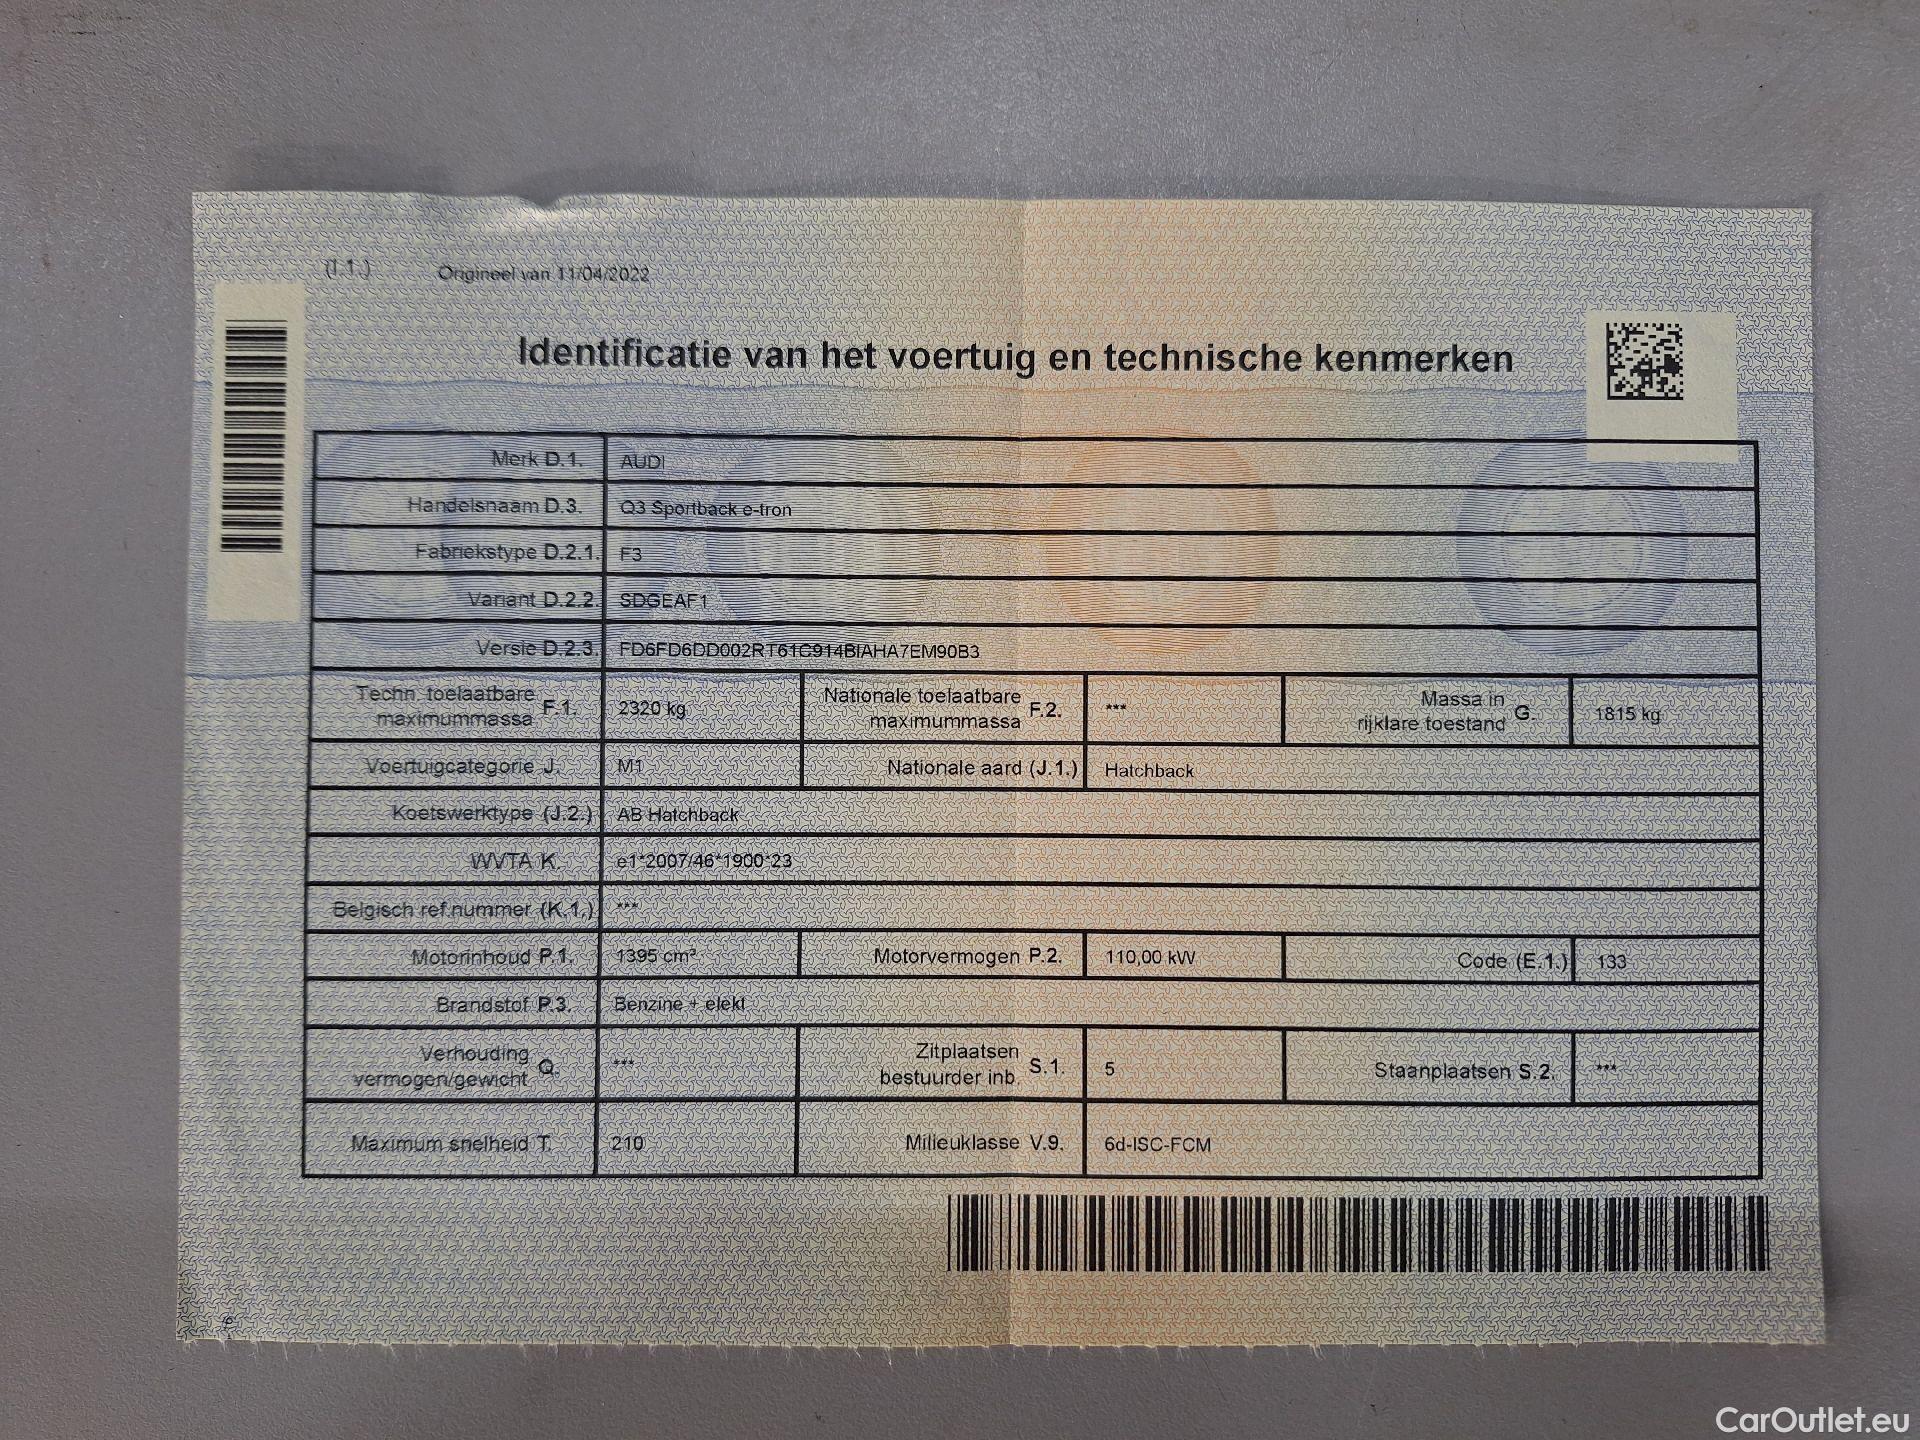 (I.1.) Origineel van 11/04/2022
Identificatie van het voertuig en technische kenmerken
Merk D.1. AUDI
Handelsnaam D.3. Q3 Sportback e-tron
Fabriekstype D.2.1. F3
Variant D.2.2. SDGEAF1
Versie D.2.3. FD6FD6DD002RT61C914BIAHA7EM90B3
Techn. toelaatbare maximummassa F.1. 2320 kg Nationale toelaatbare maximummassa F.2. *** Massa in rijklare toestand G. 1815 kg
Voertuigcategorie J. M1 Nationale aard (J.1.) Hatchback
Koetswerktype (J.2.) AB Hatchback
WVTA K. e1*2007/46*1900*23
Belgisch ref.nummer (K.1.) ***
Motorinhoud P.1. 1395 cm³ Motorvermogen P.2. 110,00 kW Code (E.1.) 133
Brandstof P.3. Benzine + elekt
Verhouding vermogen/gewicht Q. *** Zitplaatsen bestuurder inb. S.1. 5 Staanplaatsen S.2. ***
Maximum snelheid T. 210 Milieuklasse V.9. 6d-ISC-FCM
CarOutlet.eu